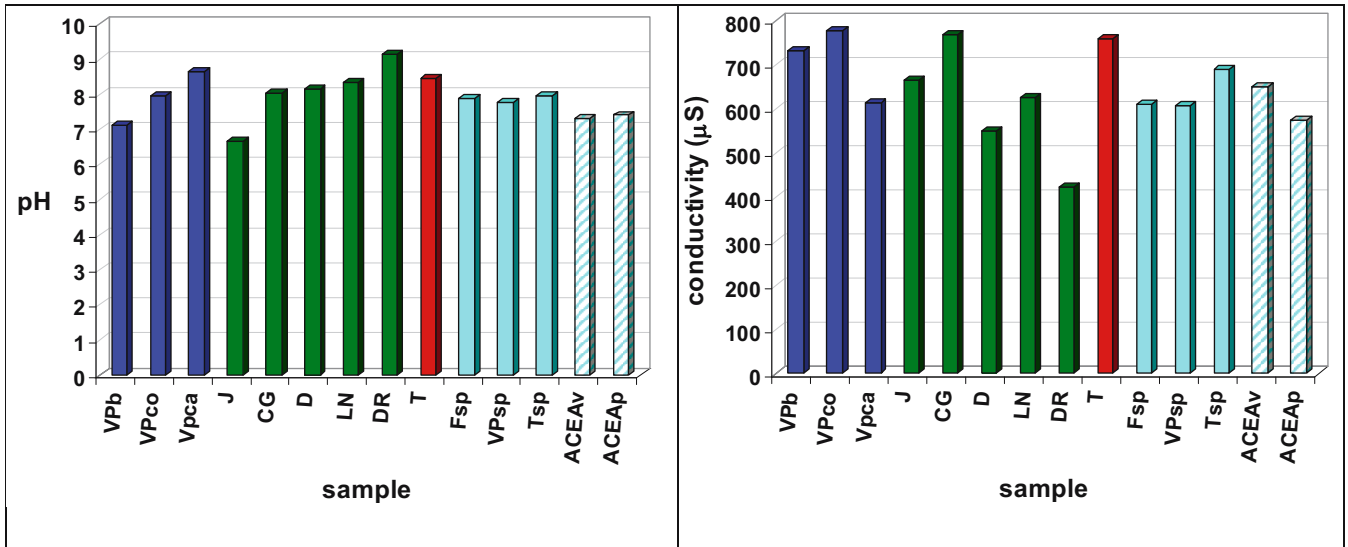 10
9
8
7
6
5
4
3
2
1
0
pH
VPb
VPco
Vpca
J
CG
D
LN
DR
T
Fsp
VPsp
Tsp
ACEAv
ACEAp
sample
800
700
600
500
400
300
200
100
0
conductivity (μS)
VPb
VPco
Vpca
J
CG
D
LN
DR
T
Fsp
VPsp
Tsp
ACEAv
ACEAp
sample